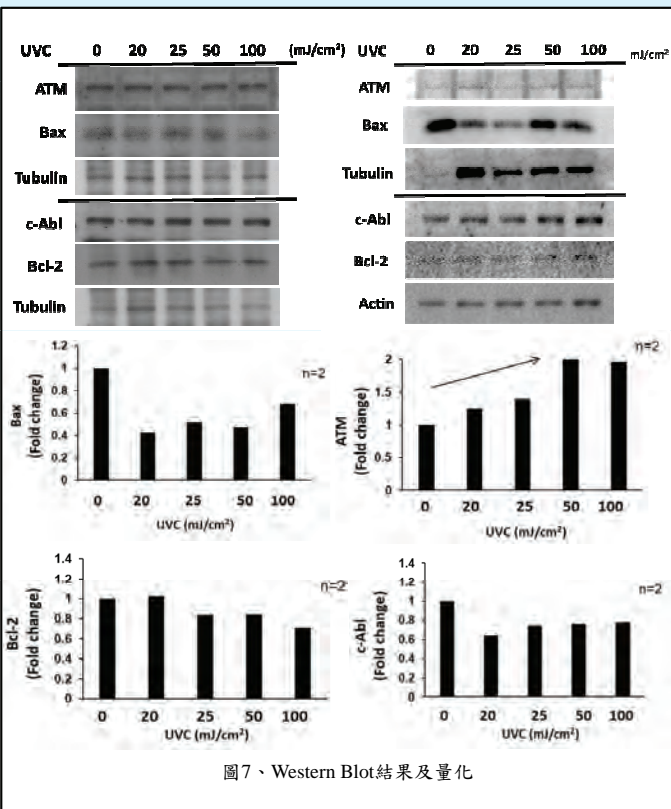 UVC 0 20 25 50 100 (mJ/cm²)
ATM
Bax
Tubulin
c-Abl
Bcl-2
Tubulin
UVC 0 20 25 50 100 mJ/cm²
ATM
Bax
Tubulin
c-Abl
Bcl-2
Actin
Bax
(Fold change)
1.2
1
0.8
0.6
0.4
0.2
0
n=2
0 20 25 50 100
UVC (mJ/cm²)
ATM
(Fold change)
2
1.5
1
0.5
0
n=2
0 20 25 50 100
UVC (mJ/cm²)
Bcl-2
(Fold change)
1.4
1.2
1
0.8
0.6
0.4
0.2
0
n=2
0 20 25 50 100
UVC (mJ/cm²)
c-Abl
(Fold change)
1.4
1.2
1
0.8
0.6
0.4
0.2
0
n=2
0 20 25 50 100
UVC (mJ/cm²)
圖7、Western Blot結果及量化